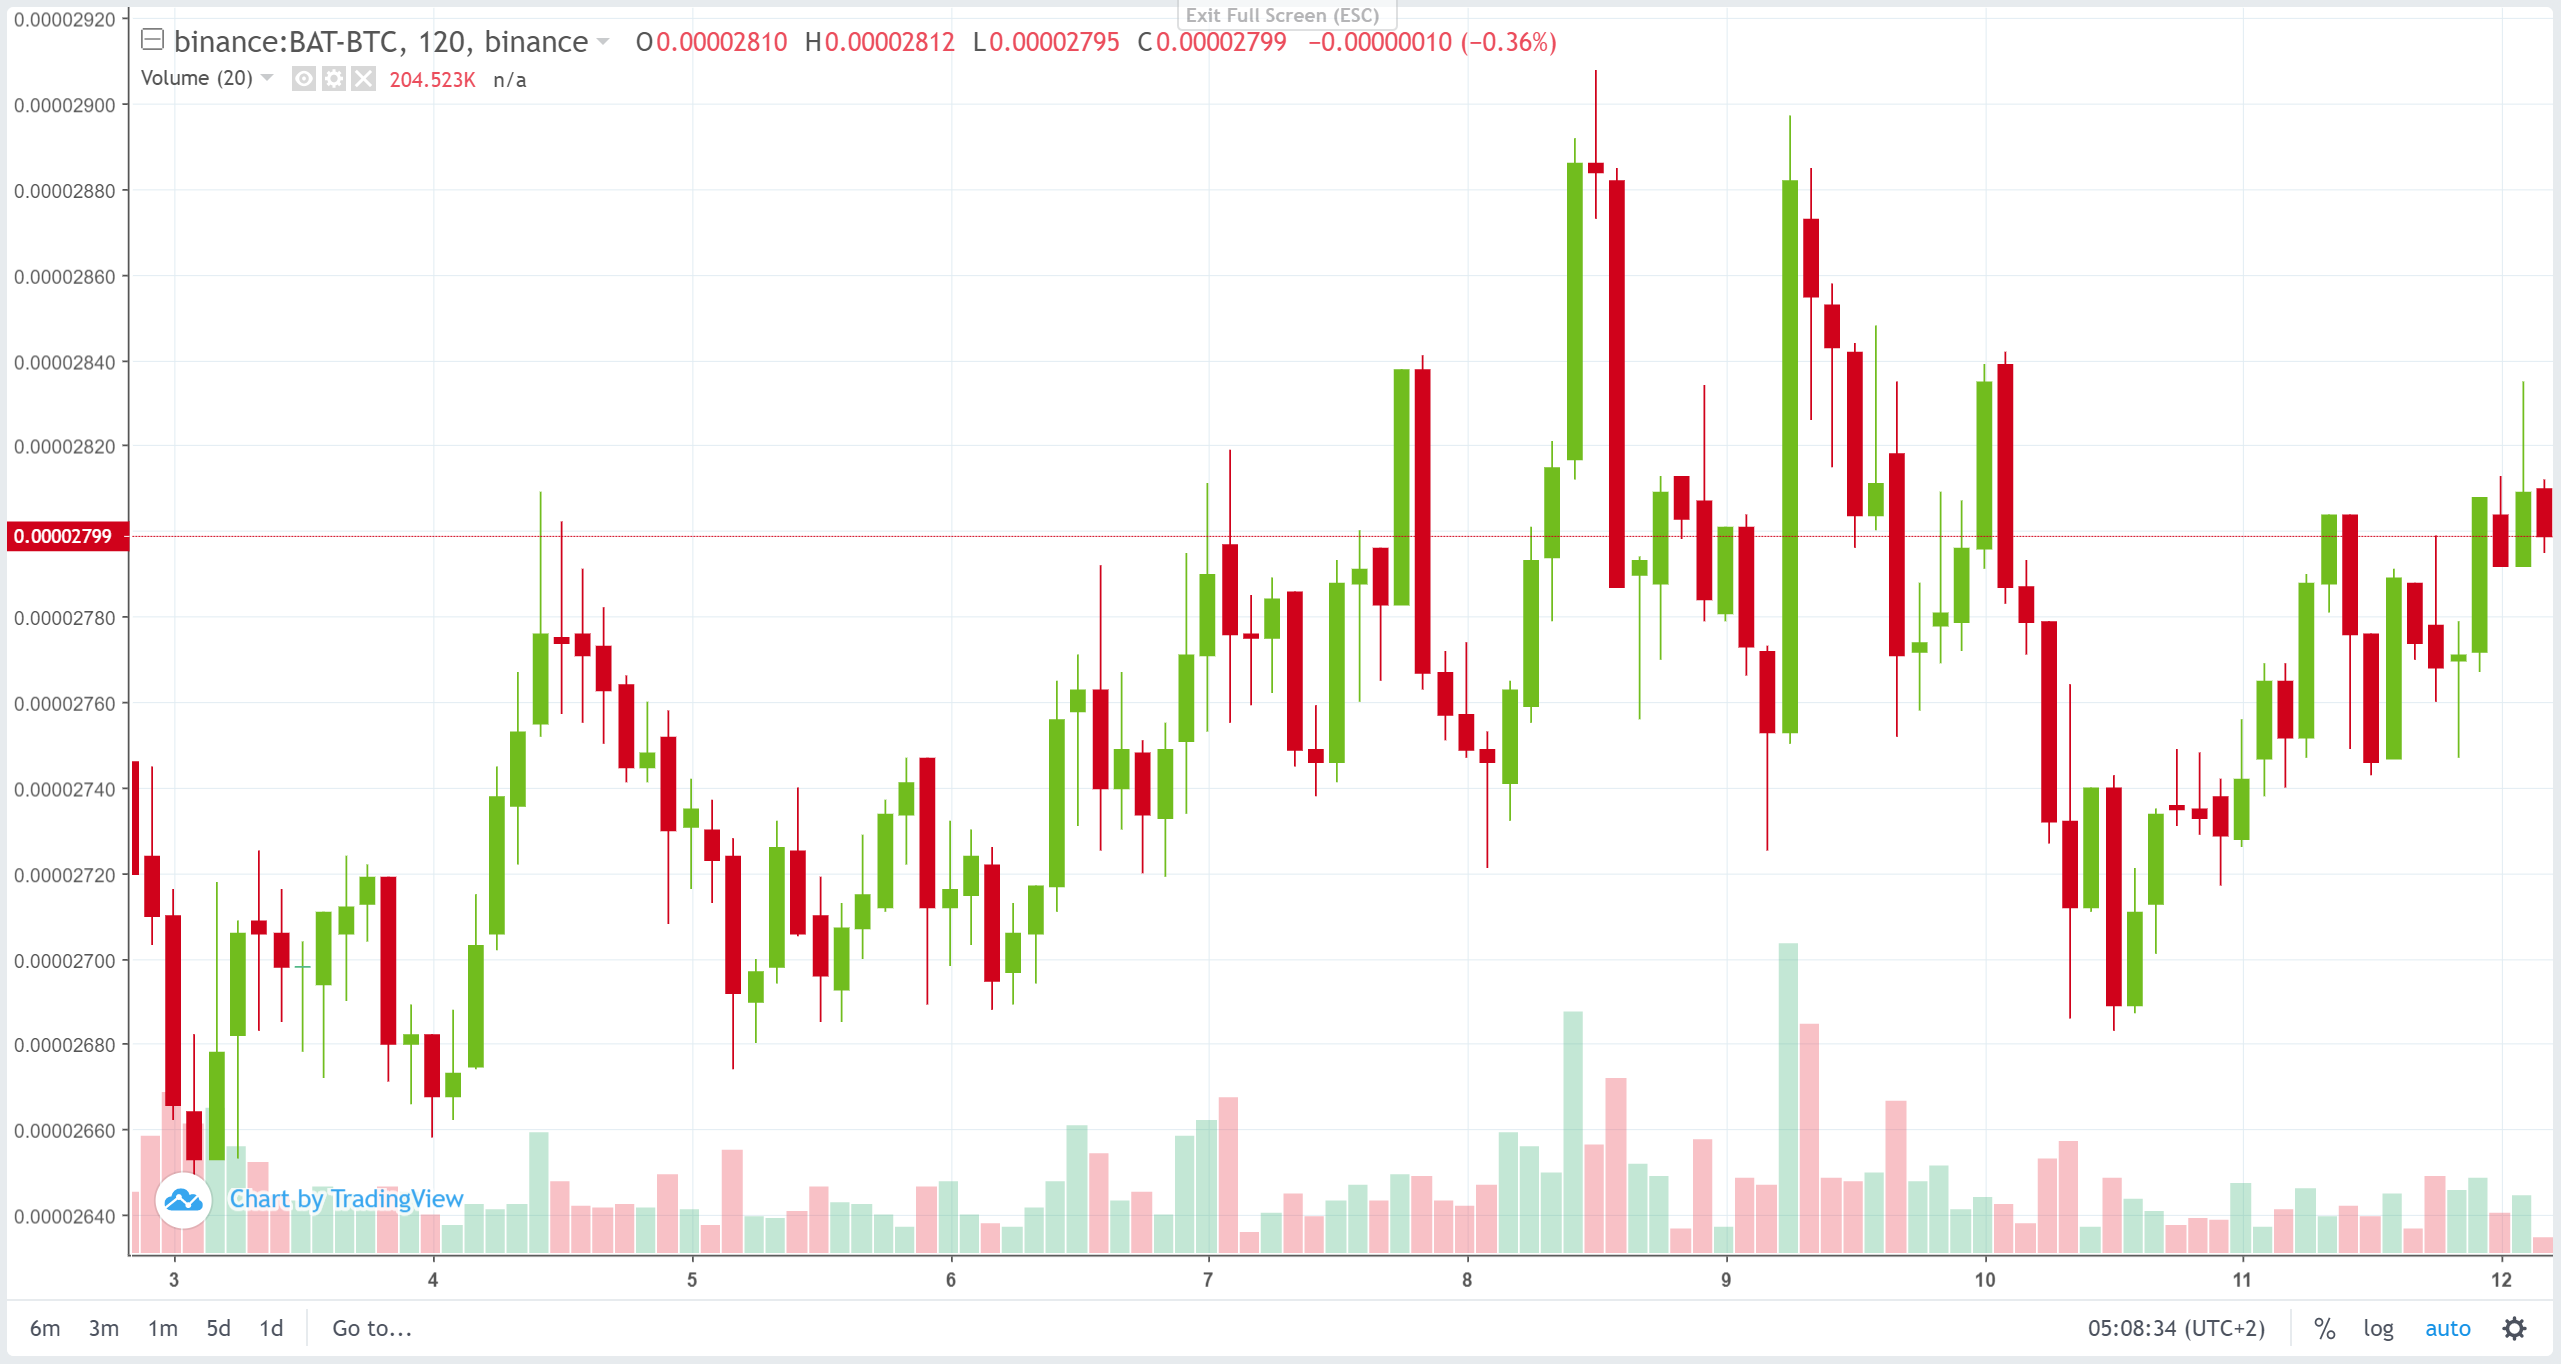 Exit Full Screen (ESC)
binance:BAT-BTC, 120, binance O0.00002810 H0.00002812 L0.00002795 C0.00002799 −0.00000010 (−0.36%)
Volume (20) 204.523K n/a
0.00002920
0.00002900
0.00002880
0.00002860
0.00002840
0.00002820
0.00002799
0.00002780
0.00002760
0.00002740
0.00002720
0.00002700
0.00002680
0.00002660
0.00002640
Chart by TradingView
3 4 5 6 7 8 9 10 11 12
6m 3m 1m 5d 1d Go to... 05:08:34 (UTC+2) % log auto